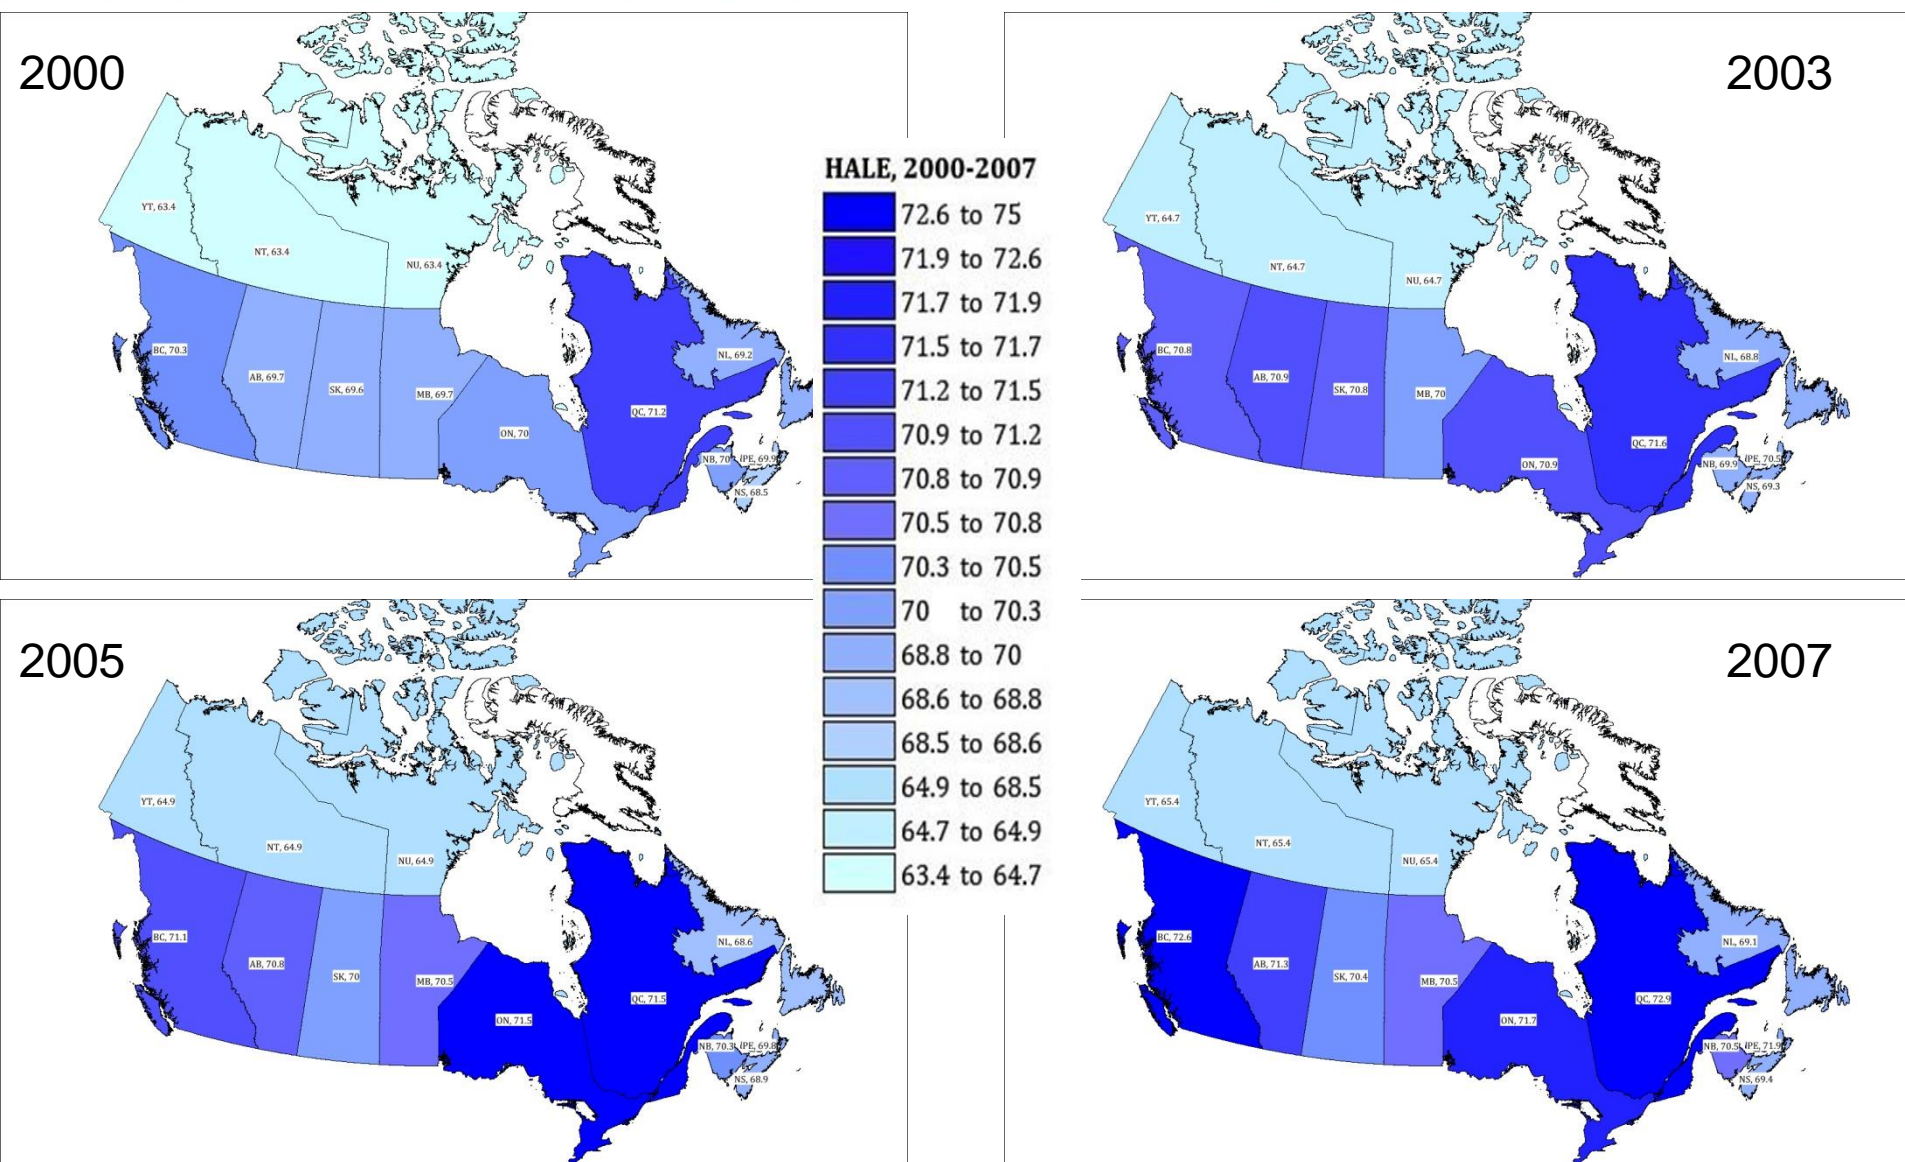 2000
YT, 63.4
NT, 63.4
NU, 63.4
BC, 70.3
AB, 69.7
SK, 69.6
MB, 69.7
ON, 70
QC, 71.2
NL, 69.2
NB, 70
IPE, 69.9
NS, 68.5
2003
YT, 64.7
NT, 64.7
NU, 64.7
BC, 70.8
AB, 70.9
SK, 70.8
MB, 70
ON, 70.9
QC, 71.6
NL, 68.8
NB, 69.9
IPE, 70.5
NS, 69.3
HALE, 2000-2007
72.6 to 75
71.9 to 72.6
71.7 to 71.9
71.5 to 71.7
71.2 to 71.5
70.9 to 71.2
70.8 to 70.9
70.5 to 70.8
70.3 to 70.5
70 to 70.3
68.8 to 70
68.6 to 68.8
68.5 to 68.6
64.9 to 68.5
64.7 to 64.9
63.4 to 64.7
2005
YT, 64.9
NT, 64.9
NU, 64.9
BC, 71.1
AB, 70.8
SK, 70
MB, 70.5
ON, 71.5
QC, 71.5
NL, 68.6
NB, 70.3
IPE, 69.8
NS, 68.9
2007
YT, 65.4
NT, 65.4
NU, 65.4
BC, 72.6
AB, 71.3
SK, 70.4
MB, 70.5
ON, 71.7
QC, 72.9
NL, 69.1
NB, 70.5
IPE, 71.9
NS, 69.4